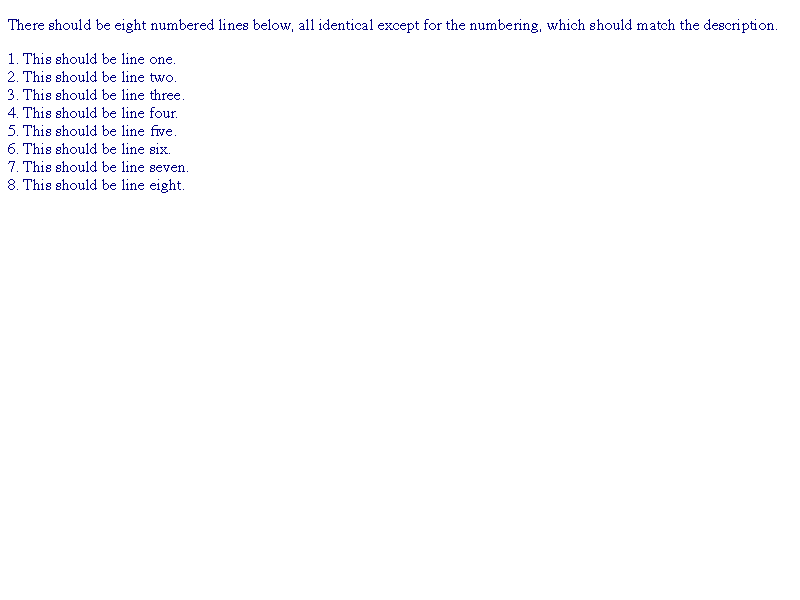 There should be eight numbered lines below, all identical except for the numbering, which should match the description.
1. This should be line one.
2. This should be line two.
3. This should be line three.
4. This should be line four.
5. This should be line five.
6. This should be line six.
7. This should be line seven.
8. This should be line eight.